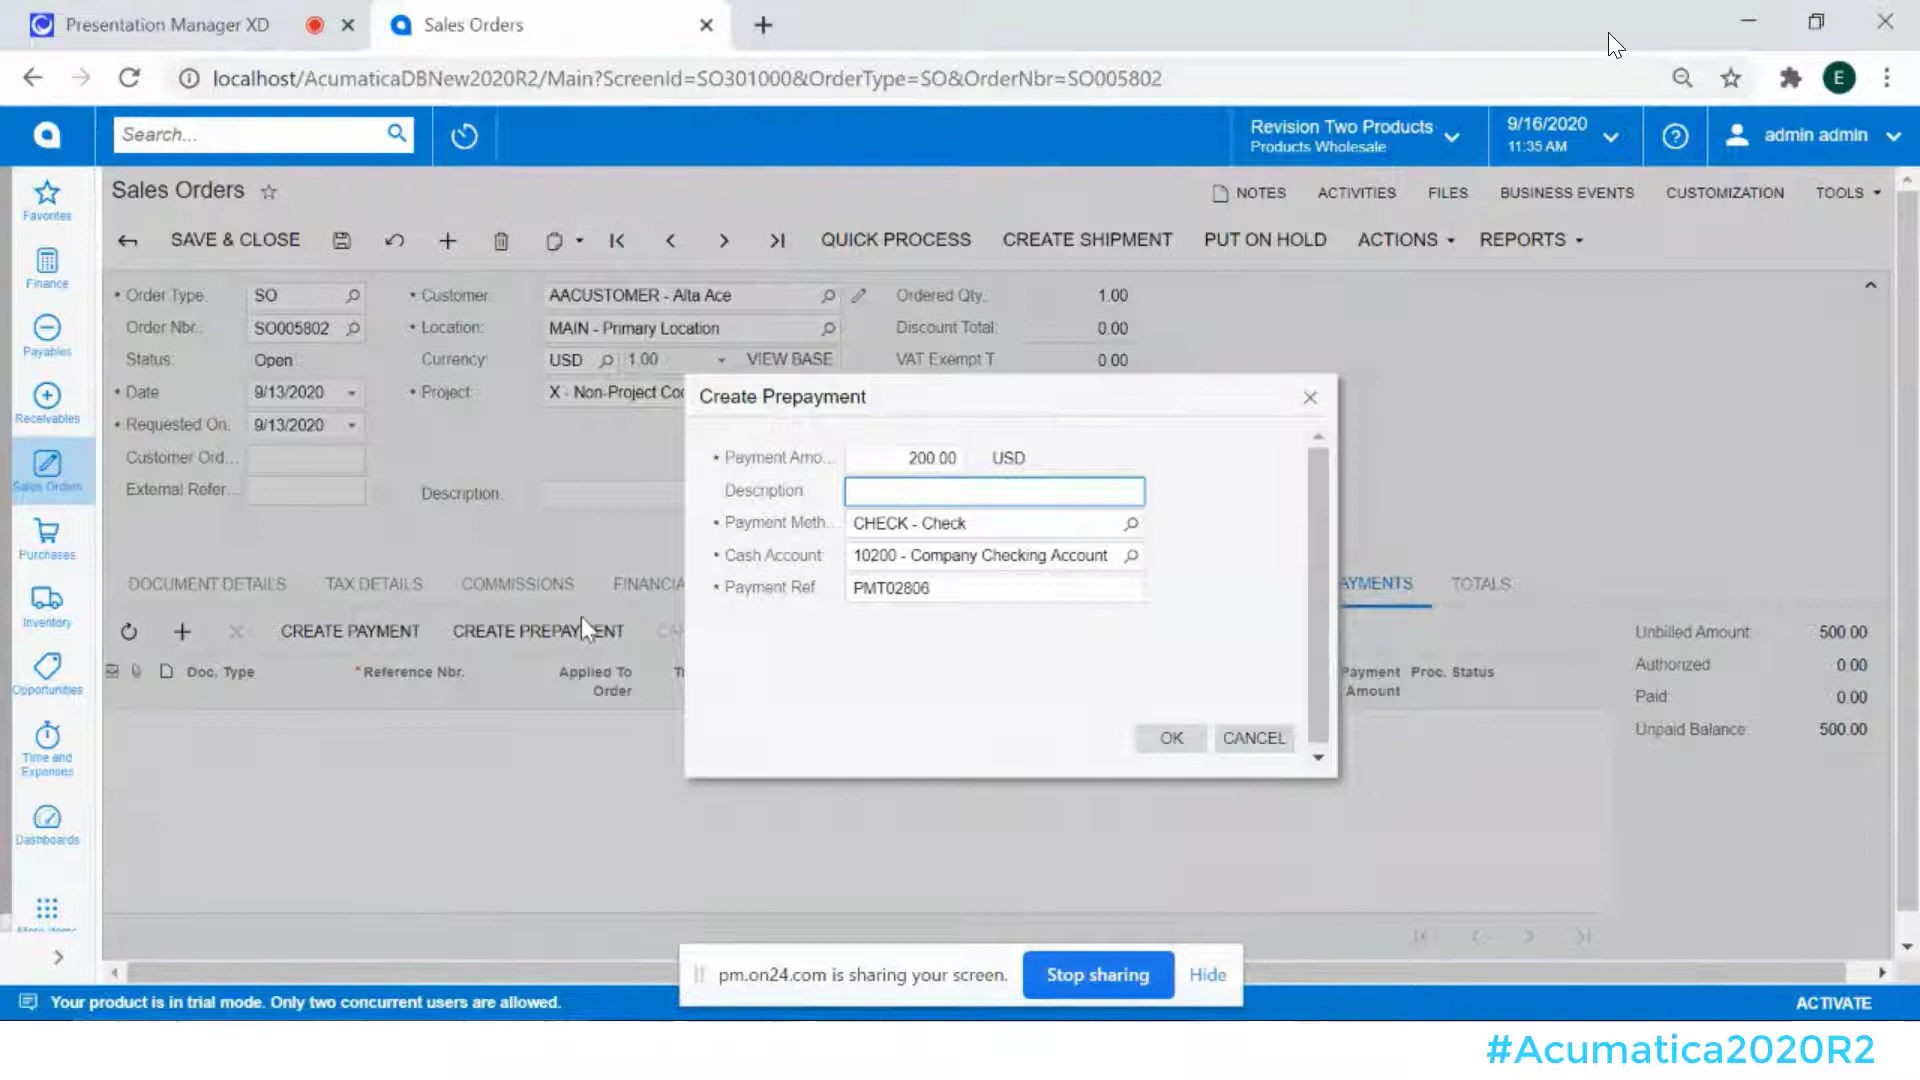 Presentation Manager XD
Sales Orders
localhost/AcumaticaDBNew2020R2/Main?ScreenId=SO301000&OrderType=SO&OrderNbr=SO005802
E
Search...
Revision Two Products
Products Wholesale
9/16/2020
11:35 AM
admin admin
Favorites
Finance
Payables
Receivables
Sales Orders
Purchases
Inventory
Opportunities
Time and
Expenses
Dashboards
Sales Orders
NOTES ACTIVITIES FILES BUSINESS EVENTS CUSTOMIZATION TOOLS
SAVE & CLOSE QUICK PROCESS CREATE SHIPMENT PUT ON HOLD ACTIONS REPORTS
Order Type: SO Customer: AACUSTOMER - Alta Ace Ordered Qty.: 1.00
Order Nbr.: SO005802 Location: MAIN - Primary Location Discount Total: 0.00
Status: Open Currency: USD 1.00 VIEW BASE VAT Exempt T 0.00
Date 9/13/2020 Project: X - Non-Project Coc
Requested On: 9/13/2020
Customer Ord...
External Refer... Description:
Create Prepayment
Payment Amo... 200.00 USD
Description
Payment Meth... CHECK - Check
Cash Account 10200 - Company Checking Account
Payment Ref PMT02806
OK CANCEL
DOCUMENT DETAILS TAX DETAILS COMMISSIONS FINANCIA AYMENTS TOTALS
CREATE PAYMENT CREATE PREPAYMENT
Doc. Type *Reference Nbr. Applied To
Order Payment
Amount Proc. Status
Unbilled Amount: 500.00
Authorized 0.00
Paid: 0.00
Unpaid Balance: 500.00
pm.on24.com is sharing your screen. Stop sharing Hide
Your product is in trial mode. Only two concurrent users are allowed. ACTIVATE
#Acumatica2020R2